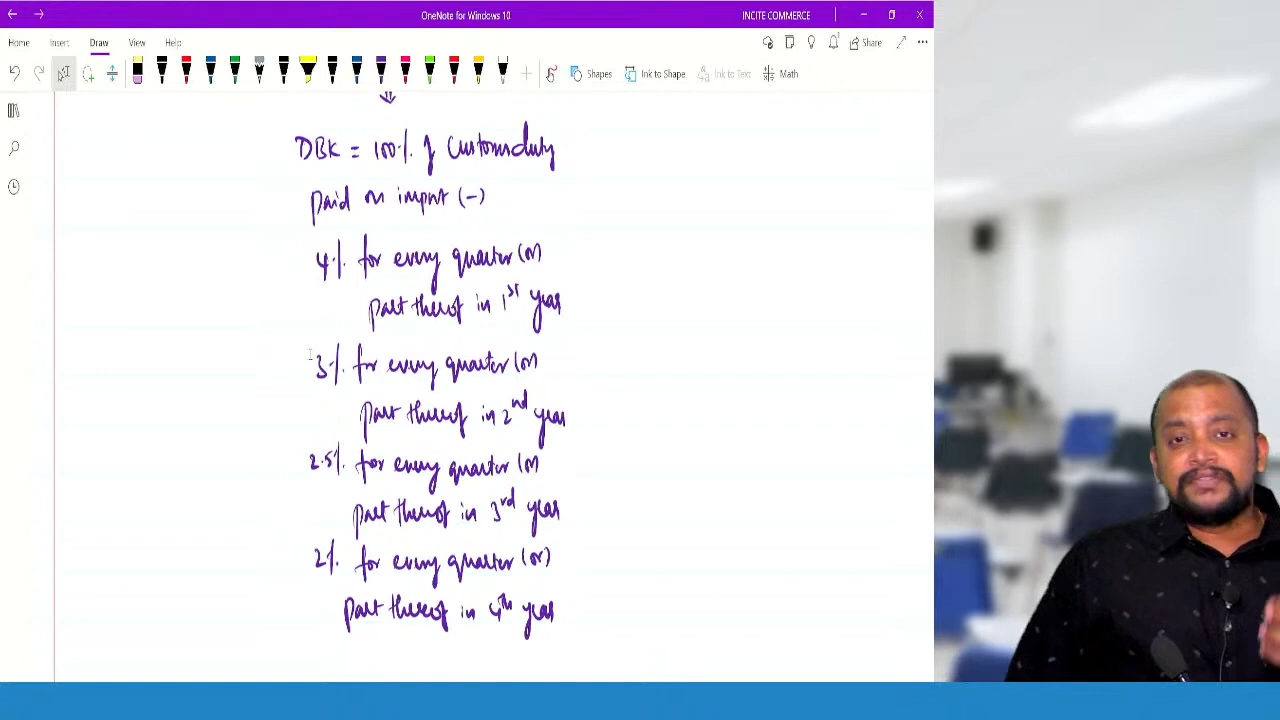 OneNote for Windows 10
INCITE COMMERCE
Home Insert Draw View Help
Share
Shapes
Ink to Shape
Ink to Text
Math
DBK = 100% of Customs duty
paid on import (-)
4% for every quarter (or)
part thereof in 1st year
3% for every quarter (or)
part thereof in 2nd year
2.5% for every quarter (or)
part thereof in 3rd year
2% for every quarter (or)
part thereof in 4th year